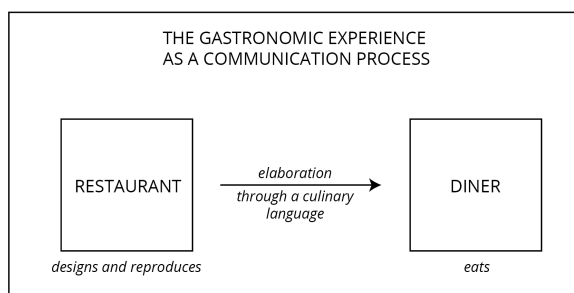 THE GASTRONOMIC EXPERIENCE
AS A COMMUNICATION PROCESS
RESTAURANT
designs and reproduces
elaboration
through a culinary
language
DINER
eats